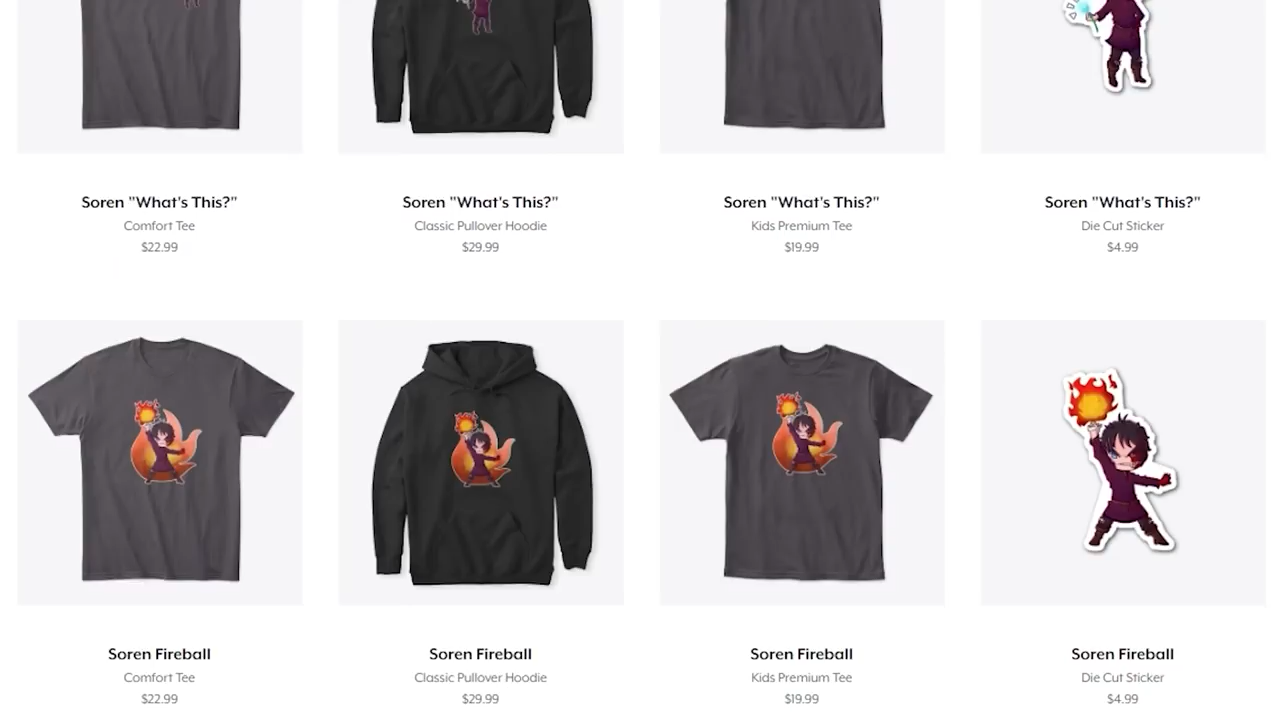 Soren "What's This?"
Comfort Tee
$22.99
Soren "What's This?"
Classic Pullover Hoodie
$29.99
Soren "What's This?"
Kids Premium Tee
$19.99
Soren "What's This?"
Die Cut Sticker
$4.99
Soren Fireball
Comfort Tee
$22.99
Soren Fireball
Classic Pullover Hoodie
$29.99
Soren Fireball
Kids Premium Tee
$19.99
Soren Fireball
Die Cut Sticker
$4.99